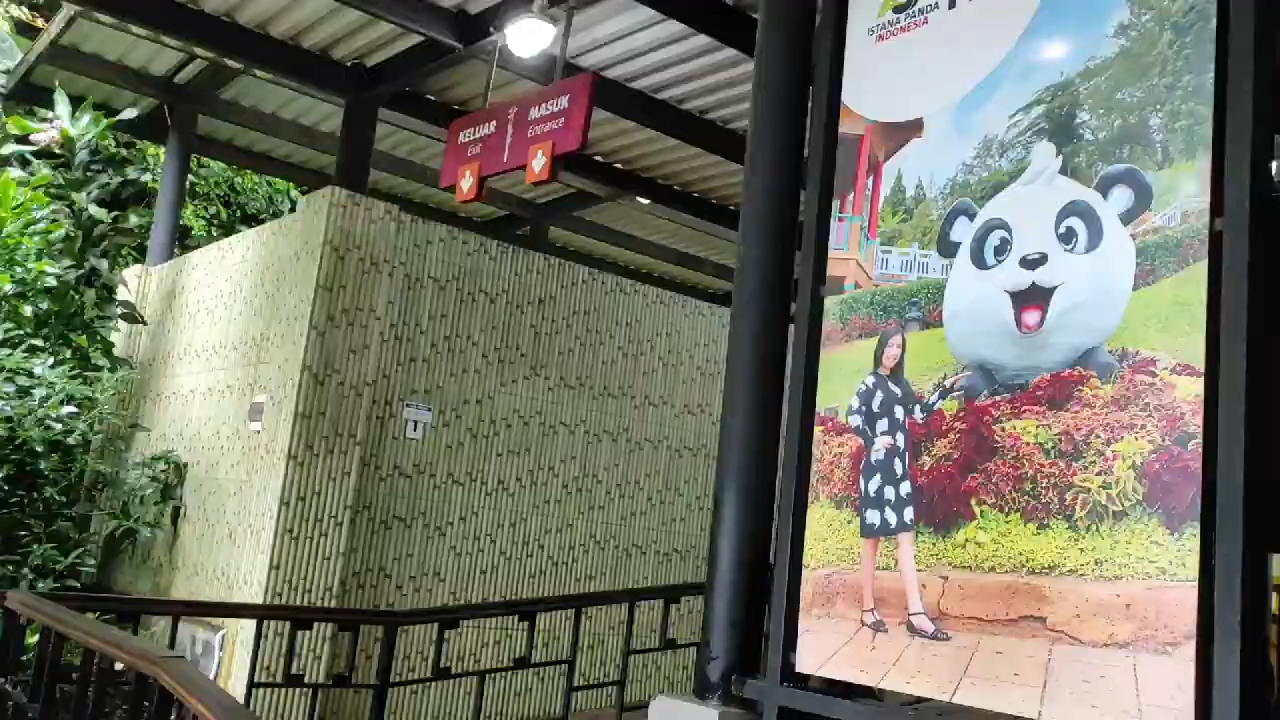 KELUAR
Exit
MASUK
Entrance
ISTANA PANDA
INDONESIA